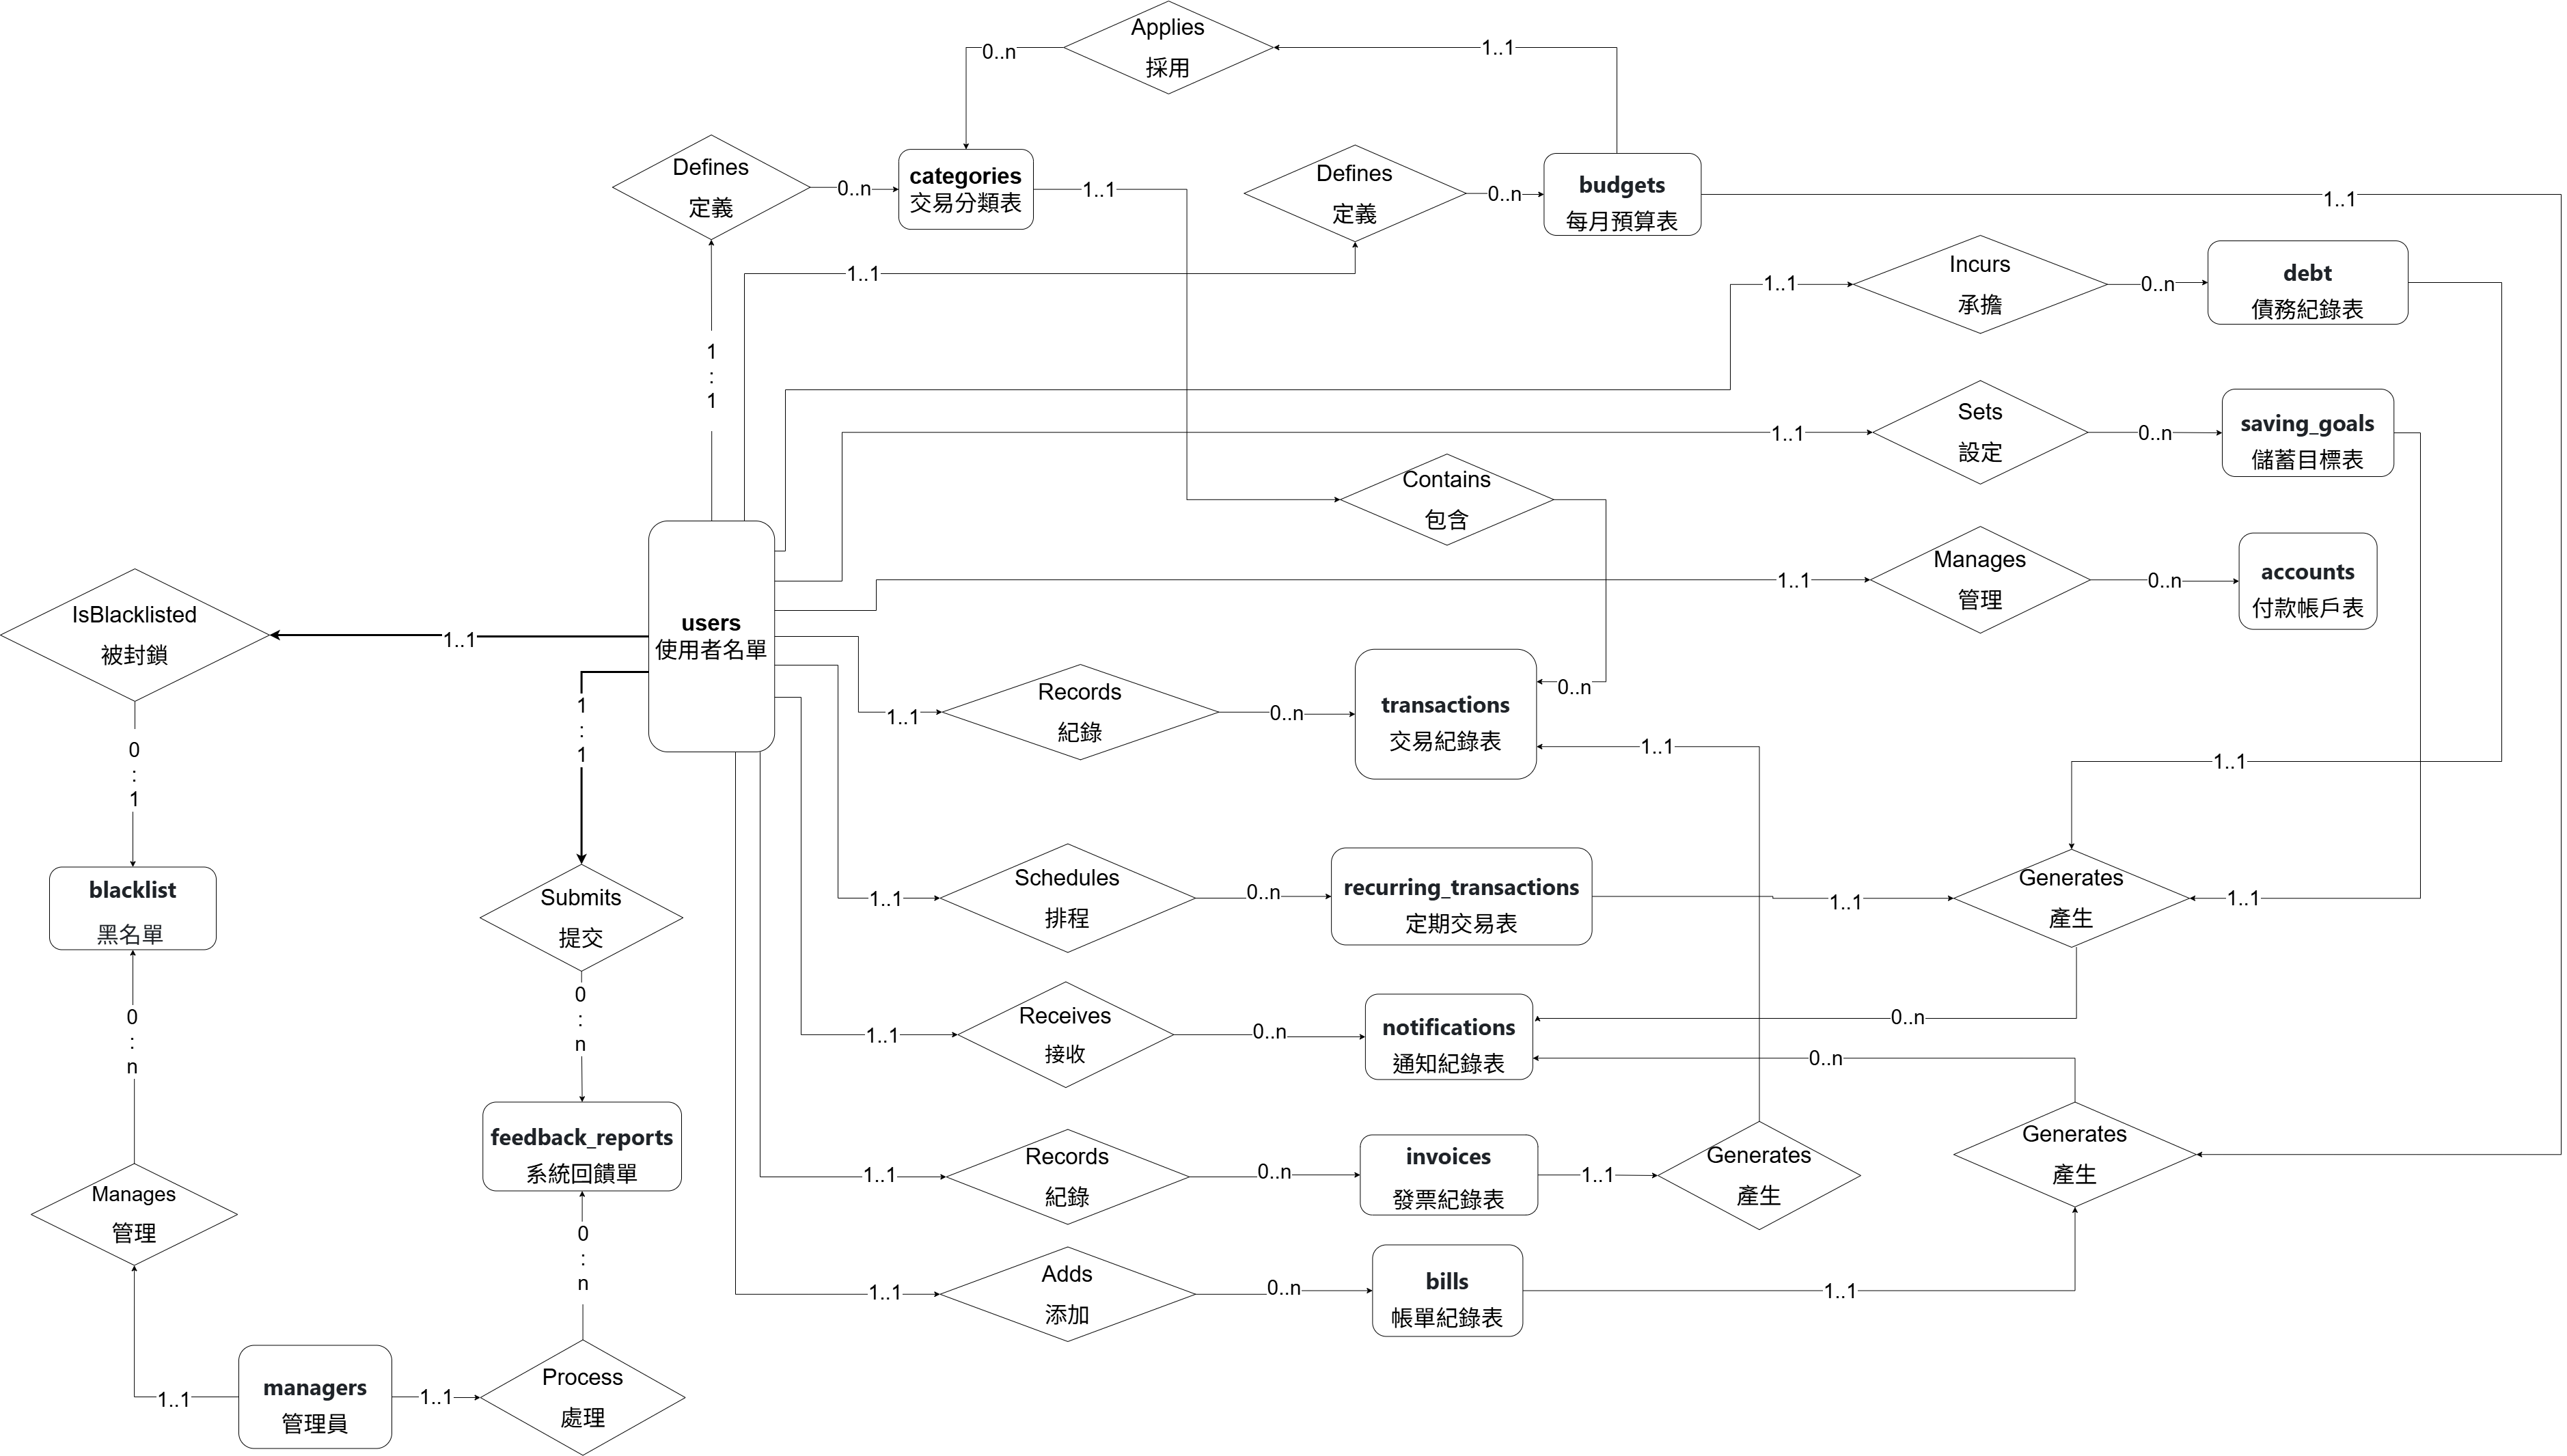 Applies
採用
0..n
1..1
Defines
定義
0..n
categories
交易分類表
1..1
Defines
定義
0..n
budgets
每月預算表
1..1
1..1
1..1
Incurs
承擔
0..n
debt
債務紀錄表
1
:
1
1..1
Sets
設定
0..n
saving_goals
儲蓄目標表
Contains
包含
1..1
Manages
管理
0..n
accounts
付款帳戶表
IsBlacklisted
被封鎖
1..1
users
使用者名單
1..1
Records
紀錄
0..n
transactions
交易紀錄表
0..n
1..1
1..1
1
:
1
0
:
1
blacklist
黑名單
Submits
提交
1..1
Schedules
排程
0..n
recurring_transactions
定期交易表
1..1
Generates
產生
1..1
0
:
n
0
:
n
1..1
Receives
接收
0..n
notifications
通知紀錄表
0..n
0..n
feedback_reports
系統回饋單
1..1
Records
紀錄
0..n
invoices
發票紀錄表
1..1
Generates
產生
Generates
產生
Manages
管理
0
:
n
1..1
Adds
添加
0..n
bills
帳單紀錄表
1..1
1..1
managers
管理員
1..1
Process
處理